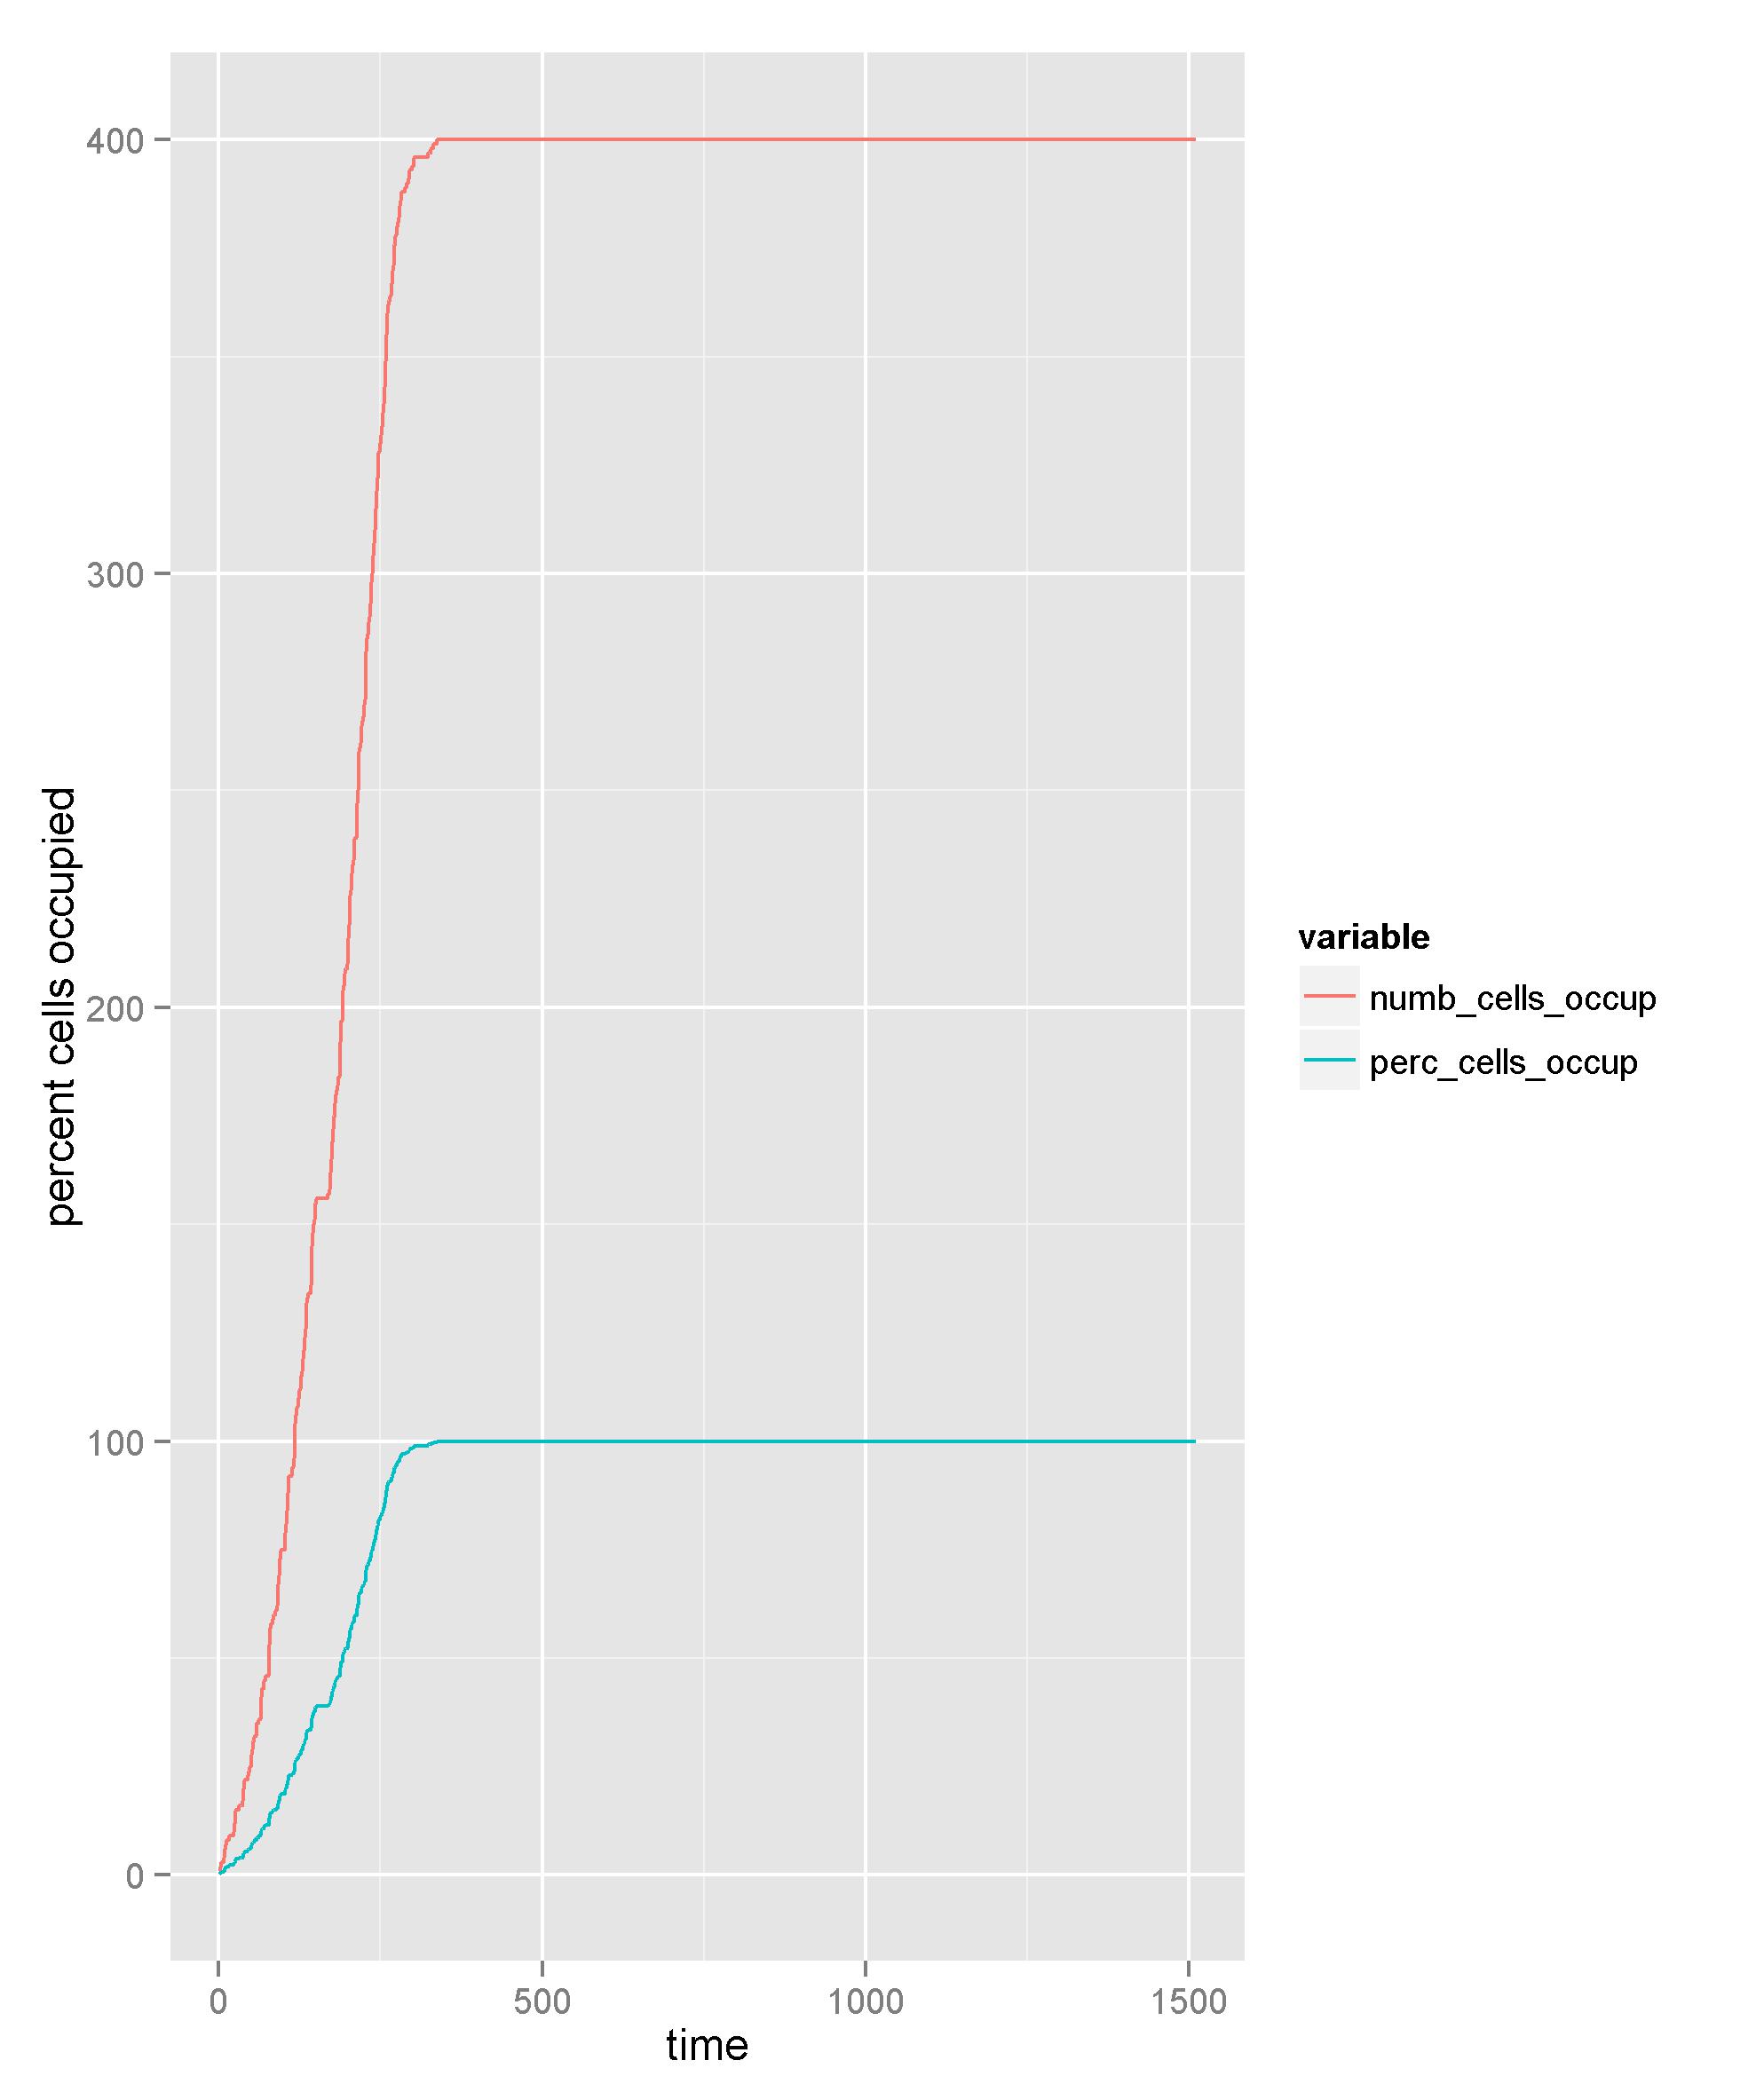 percent cells occupied
400
300
200
100
0
0 500 1000 1500
time
variable
numb_cells_occup
perc_cells_occup